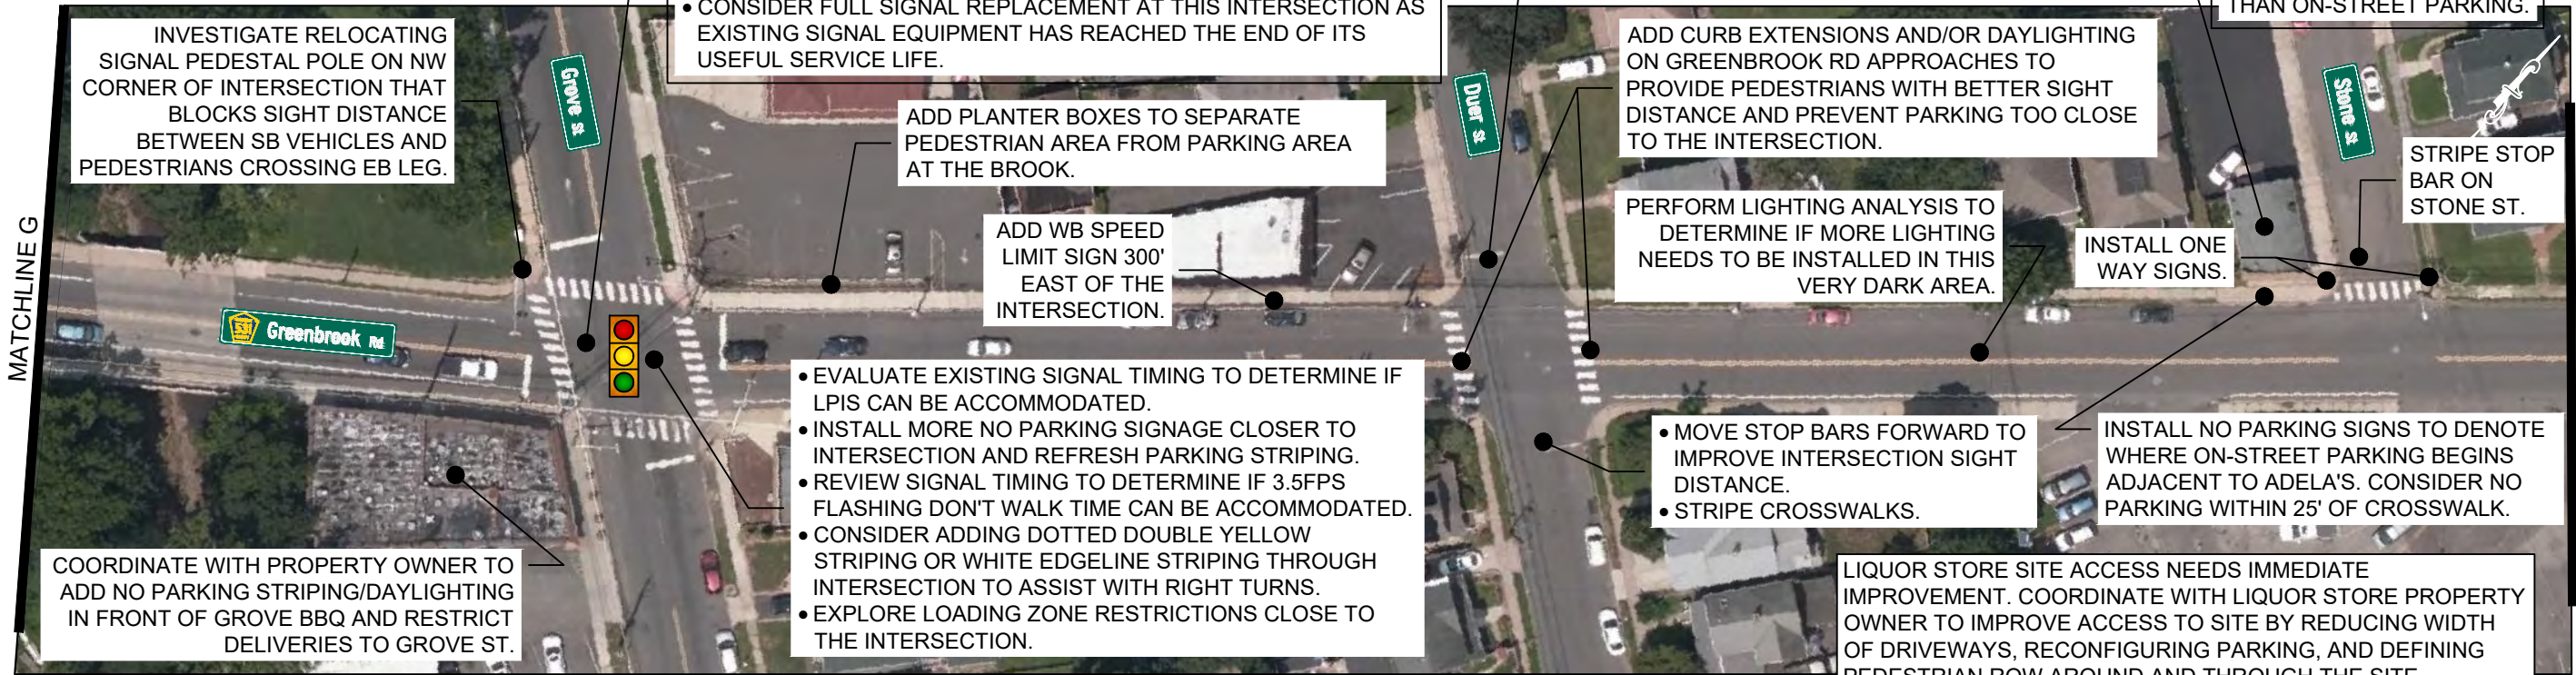 • CONSIDER FULL SIGNAL REPLACEMENT AT THIS INTERSECTION AS
EXISTING SIGNAL EQUIPMENT HAS REACHED THE END OF ITS
USEFUL SERVICE LIFE.
THAN ON-STREET PARKING.
INVESTIGATE RELOCATING
SIGNAL PEDESTAL POLE ON NW
CORNER OF INTERSECTION THAT
BLOCKS SIGHT DISTANCE
BETWEEN SB VEHICLES AND
PEDESTRIANS CROSSING EB LEG.
Grove St
ADD PLANTER BOXES TO SEPARATE
PEDESTRIAN AREA FROM PARKING AREA
AT THE BROOK.
Duer St
ADD CURB EXTENSIONS AND/OR DAYLIGHTING
ON GREENBROOK RD APPROACHES TO
PROVIDE PEDESTRIANS WITH BETTER SIGHT
DISTANCE AND PREVENT PARKING TOO CLOSE
TO THE INTERSECTION.
Stone St
STRIPE STOP
BAR ON
STONE ST.
MATCHLINE G
ADD WB SPEED
LIMIT SIGN 300'
EAST OF THE
INTERSECTION.
PERFORM LIGHTING ANALYSIS TO
DETERMINE IF MORE LIGHTING
NEEDS TO BE INSTALLED IN THIS
VERY DARK AREA.
INSTALL ONE
WAY SIGNS.
531 Greenbrook Rd
• EVALUATE EXISTING SIGNAL TIMING TO DETERMINE IF
LPIS CAN BE ACCOMMODATED.
• INSTALL MORE NO PARKING SIGNAGE CLOSER TO
INTERSECTION AND REFRESH PARKING STRIPING.
• REVIEW SIGNAL TIMING TO DETERMINE IF 3.5FPS
FLASHING DON'T WALK TIME CAN BE ACCOMMODATED.
• CONSIDER ADDING DOTTED DOUBLE YELLOW
STRIPING OR WHITE EDGELINE STRIPING THROUGH
INTERSECTION TO ASSIST WITH RIGHT TURNS.
• EXPLORE LOADING ZONE RESTRICTIONS CLOSE TO
THE INTERSECTION.
• MOVE STOP BARS FORWARD TO
IMPROVE INTERSECTION SIGHT
DISTANCE.
• STRIPE CROSSWALKS.
INSTALL NO PARKING SIGNS TO DENOTE
WHERE ON-STREET PARKING BEGINS
ADJACENT TO ADELA'S. CONSIDER NO
PARKING WITHIN 25' OF CROSSWALK.
COORDINATE WITH PROPERTY OWNER TO
ADD NO PARKING STRIPING/DAYLIGHTING
IN FRONT OF GROVE BBQ AND RESTRICT
DELIVERIES TO GROVE ST.
LIQUOR STORE SITE ACCESS NEEDS IMMEDIATE
IMPROVEMENT. COORDINATE WITH LIQUOR STORE PROPERTY
OWNER TO IMPROVE ACCESS TO SITE BY REDUCING WIDTH
OF DRIVEWAYS, RECONFIGURING PARKING, AND DEFINING
PEDESTRIAN ROW AROUND AND THROUGH THE SITE